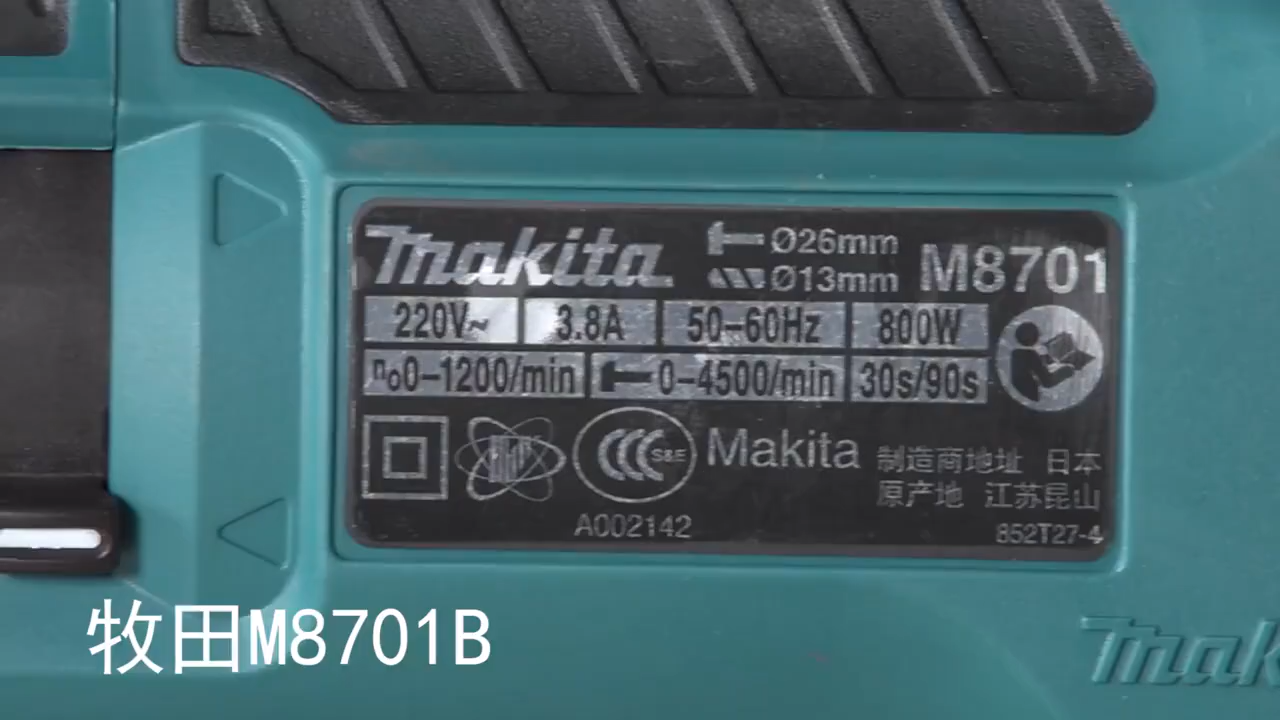 Makita Ø26mm M8701
Ø13mm
220V~ 3.8A 50-60Hz 800W
n₀0-1200/min 0-4500/min 30s/90s
CCC S&E Makita 制造商地址 日本
原产地 江苏昆山
A002142 852T27-4
牧田M8701B
Mak